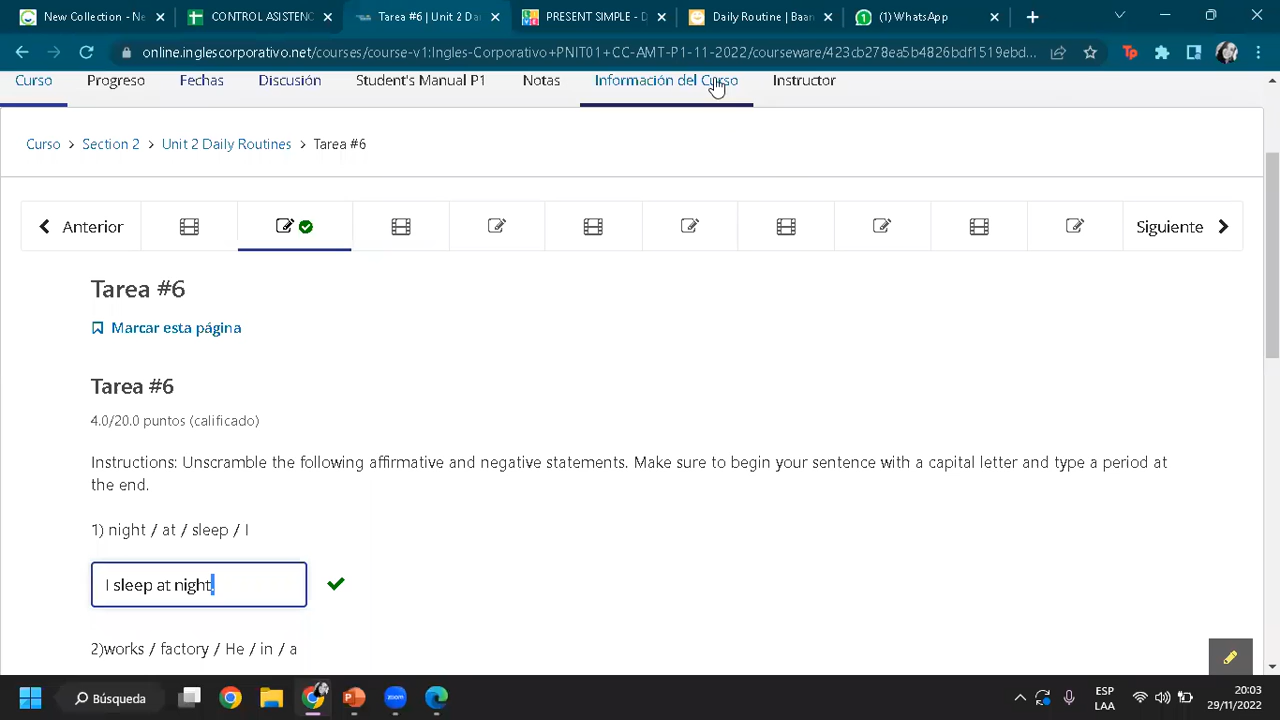 New Collection - Ne
CONTROL ASISTENC
Tarea #6 | Unit 2 Da
PRESENT SIMPLE - D
Daily Routine | Baan
(1) WhatsApp
online.inglescorporativo.net/courses/course-v1:Ingles-Corporativo+PNIT01+CC-AMT-P1-11-2022/courseware/423cb278ea5b4826bdf1519ebd...
Curso
Progreso
Fechas
Discusión
Student's Manual P1
Notas
Información del Curso
Instructor
Curso > Section 2 > Unit 2 Daily Routines > Tarea #6
Anterior
Siguiente
Tarea #6
Marcar esta página
Tarea #6
4.0/20.0 puntos (calificado)
Instructions: Unscramble the following affirmative and negative statements. Make sure to begin your sentence with a capital letter and type a period at
the end.
1) night / at / sleep / I
I sleep at night.
2)works / factory / He / in / a
Búsqueda
zoom
ESP
LAA
20:03
29/11/2022